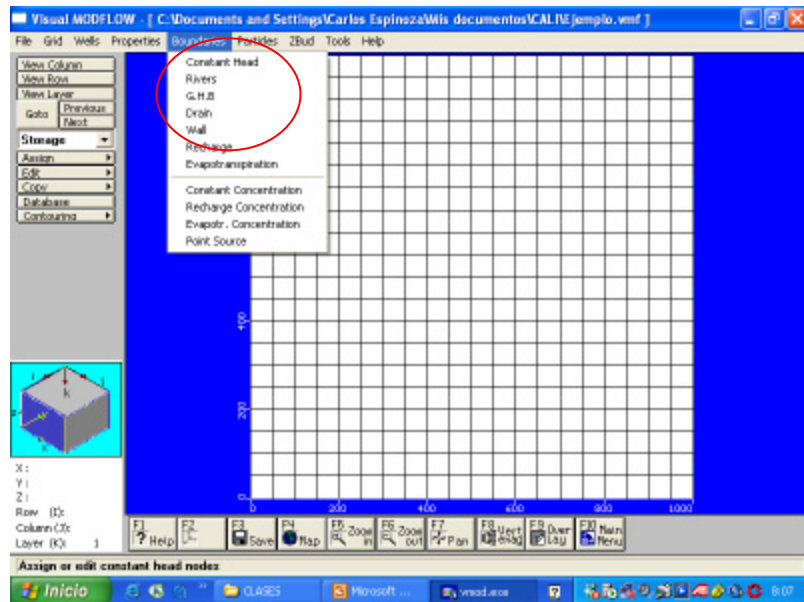 Visual MODFLOW - [ C:\Documents and Settings\Carlos Espinoza\Mis documentos\CALI\Ejemplo.vmf ]
File Grid Wells Properties Boundaries Particles ZBud Tools Help
View Column
View Row
View Layer
Goto
Previous
Next
Storage
Assign
Edit
Copy
Database
Contouring
Constant Head
Rivers
G.H.B
Drain
Wall
Recharge
Evapotranspiration
Constant Concentration
Recharge Concentration
Evapotr. Concentration
Point Source
400
200
0
0 200 400 600 800 1000
k
X :
Y :
Z :
Row (I):
Column (J):
Layer (K): 1
F1 Help
F2
F3 Save
F4 Map
F5 Zoom in
F6 Zoom out
F7 Pan
F8 Vert exag
F9 Over lay
F10 Main Menu
Assign or edit constant head nodes
Inicio
CLASES
Microsoft ...
8:07